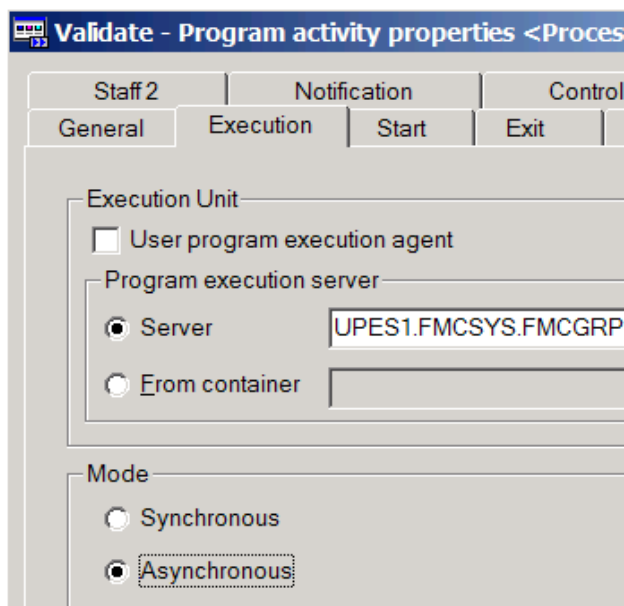 Validate - Program activity properties <Proces
Staff 2 Notification Control
General Execution Start Exit
Execution Unit
User program execution agent
Program execution server
Server UPES1.FMCSYS.FMCGRP
From container
Mode
Synchronous
Asynchronous